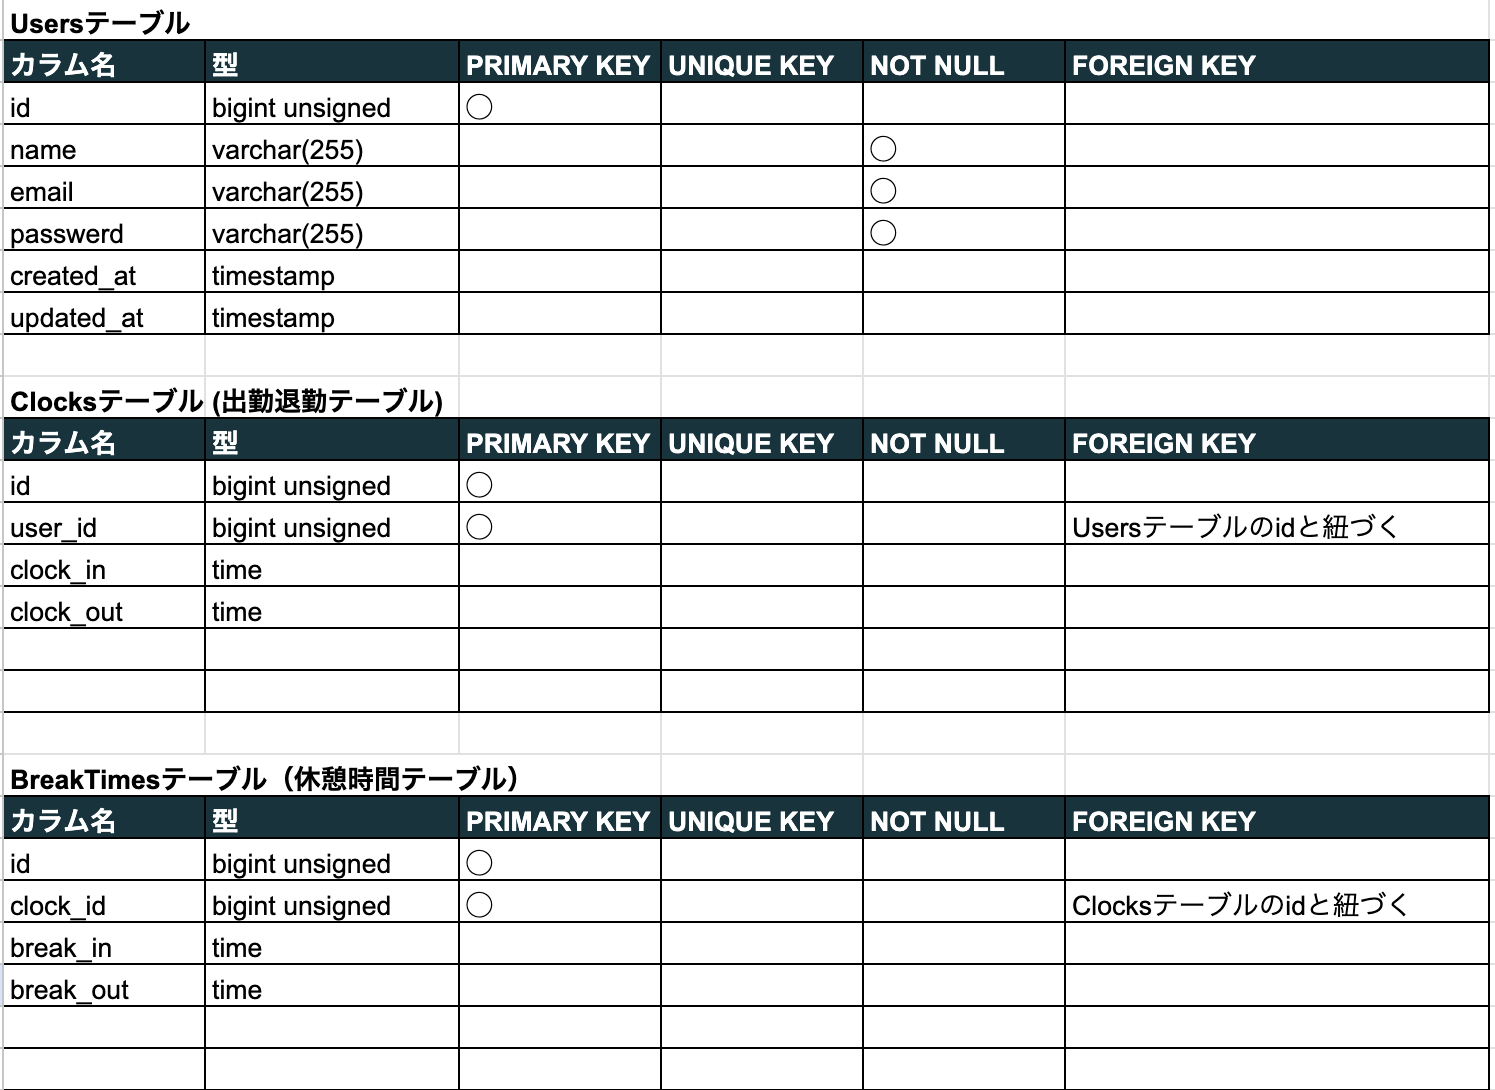 Usersテーブル
カラム名 型 PRIMARY KEY UNIQUE KEY NOT NULL FOREIGN KEY
id bigint unsigned ◯
name varchar(255) ◯
email varchar(255) ◯
passwerd varchar(255) ◯
created_at timestamp
updated_at timestamp
Clocksテーブル (出勤退勤テーブル)
カラム名 型 PRIMARY KEY UNIQUE KEY NOT NULL FOREIGN KEY
id bigint unsigned ◯
user_id bigint unsigned ◯ Usersテーブルのidと紐づく
clock_in time
clock_out time
BreakTimesテーブル（休憩時間テーブル）
カラム名 型 PRIMARY KEY UNIQUE KEY NOT NULL FOREIGN KEY
id bigint unsigned ◯
clock_id bigint unsigned ◯ Clocksテーブルのidと紐づく
break_in time
break_out time